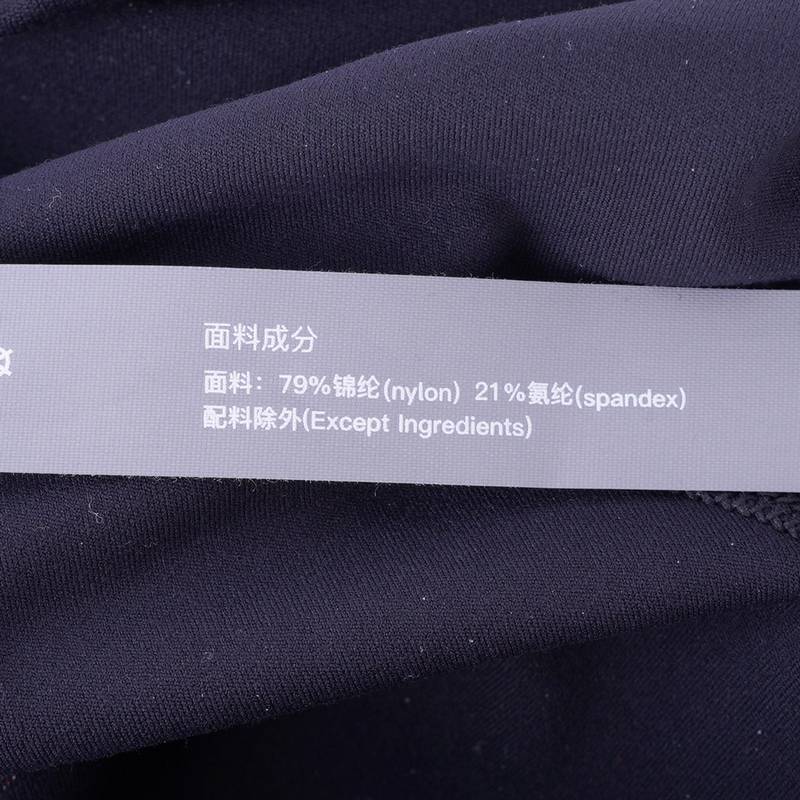 面料成分
面料：79%锦纶(nylon) 21%氨纶(spandex)
配料除外(Except Ingredients)